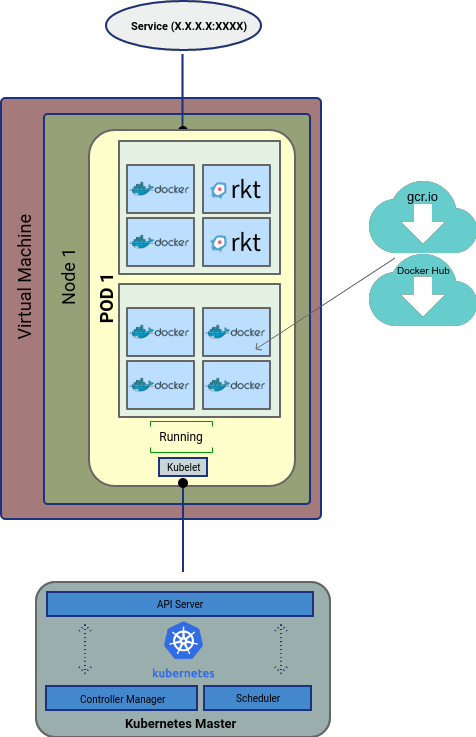 Service (X.X.X.X:XXXX)
Virtual Machine
Node 1
POD 1
docker
rkt
docker
rkt
gcr.io
Docker Hub
docker
docker
docker
docker
Running
Kubelet
API Server
kubernetes
Controller Manager
Scheduler
Kubernetes Master